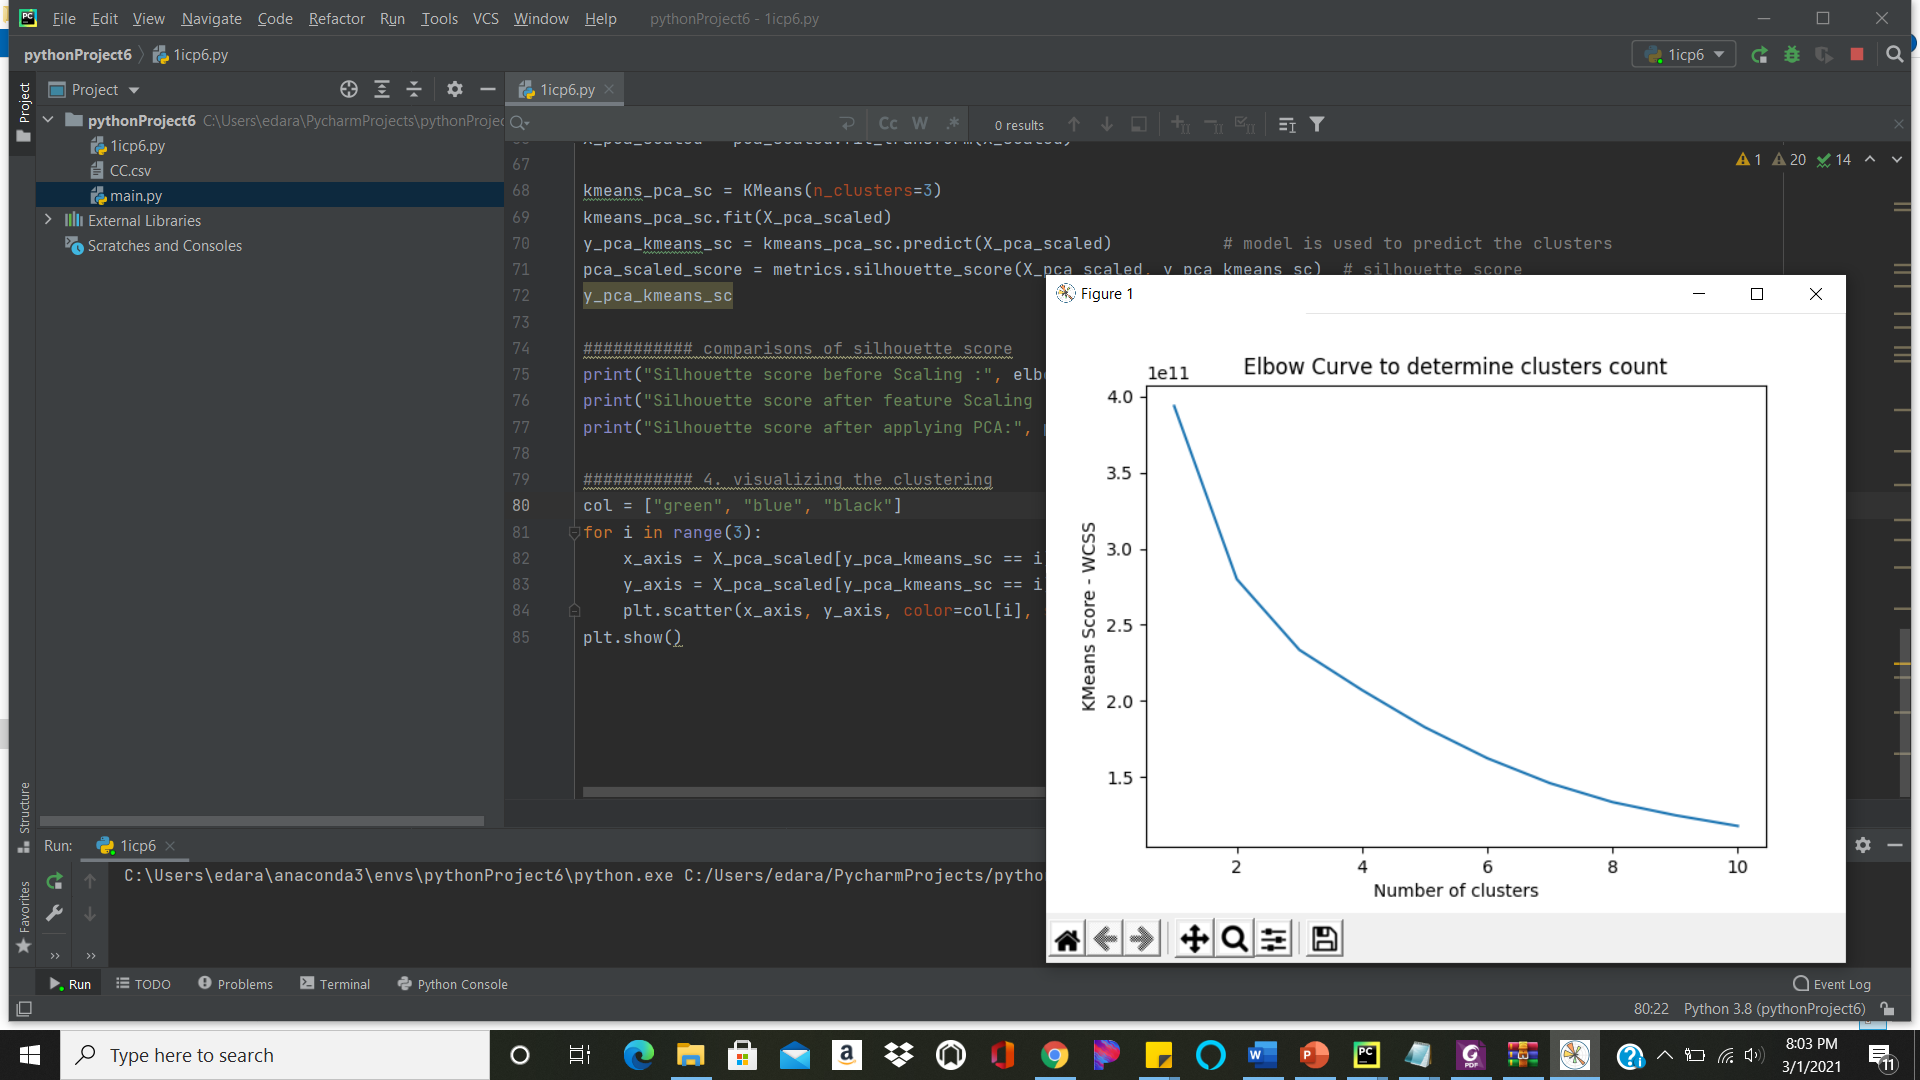 File Edit View Navigate Code Refactor Run Tools VCS Window Help pythonProject6 - 1icp6.py
pythonProject6 1icp6.py
1icp6
Project
Project
1icp6.py
pythonProject6 C:\Users\edara\PycharmProjects\pythonProjec
1icp6.py
CC.csv
main.py
External Libraries
Scratches and Consoles
Cc W .* 0 results
1 20 14
67
68 kmeans_pca_sc = KMeans(n_clusters=3)
69 kmeans_pca_sc.fit(X_pca_scaled)
70 y_pca_kmeans_sc = kmeans_pca_sc.predict(X_pca_scaled) # model is used to predict the clusters
71 pca_scaled_score = metrics.silhouette_score(X_pca_scaled, y_pca_kmeans_sc) # silhouette score
72 y_pca_kmeans_sc
73
74 ########### comparisons of silhouette score
75 print("Silhouette score before Scaling :", elb
76 print("Silhouette score after feature Scaling
77 print("Silhouette score after applying PCA:",
78
79 ########### 4. visualizing the clustering
80 col = ["green", "blue", "black"]
81 for i in range(3):
82 x_axis = X_pca_scaled[y_pca_kmeans_sc == i
83 y_axis = X_pca_scaled[y_pca_kmeans_sc == i
84 plt.scatter(x_axis, y_axis, color=col[i],
85 plt.show()
Figure 1
Elbow Curve to determine clusters count
1e11
4.0
3.5
3.0
2.5
2.0
1.5
KMeans Score - WCSS
2 4 6 8 10
Number of clusters
Structure
Favorites
Run: 1icp6
C:\Users\edara\anaconda3\envs\pythonProject6\python.exe C:/Users/edara/PycharmProjects/pytho
Run TODO Problems Terminal Python Console Event Log
80:22 Python 3.8 (pythonProject6)
Type here to search
8:03 PM
3/1/2021
11